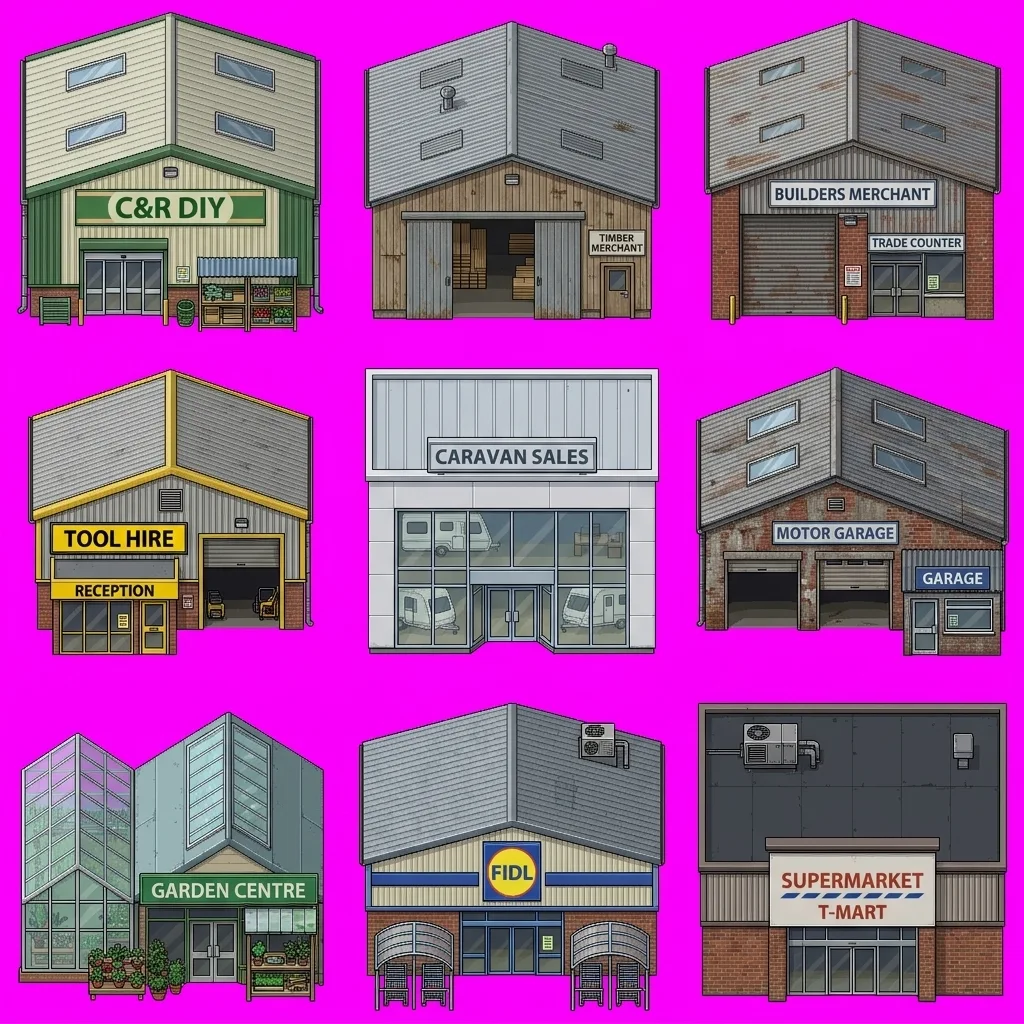 C&R DIY
TIMBER
MERCHANT
BUILDERS MERCHANT
TRADE COUNTER
TOOL HIRE
RECEPTION
CARAVAN SALES
MOTOR GARAGE
GARAGE
GARDEN CENTRE
FIDL
SUPERMARKET
T-MART